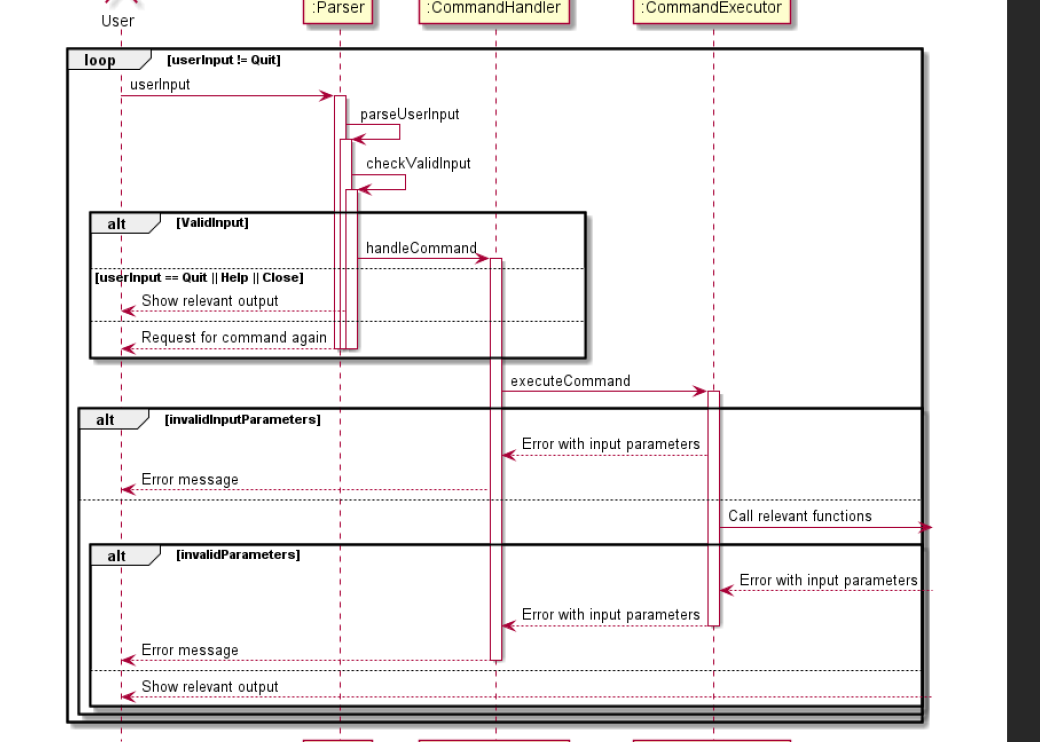 User
:Parser
:CommandHandler
:CommandExecutor
loop
[userInput != Quit]
userInput
parseUserInput
checkValidInput
alt
[ValidInput]
handleCommand
[userInput == Quit || Help || Close]
Show relevant output
Request for command again
executeCommand
alt
[invalidInputParameters]
Error with input parameters
Error message
Call relevant functions
alt
[invalidParameters]
Error with input parameters
Error with input parameters
Error message
Show relevant output